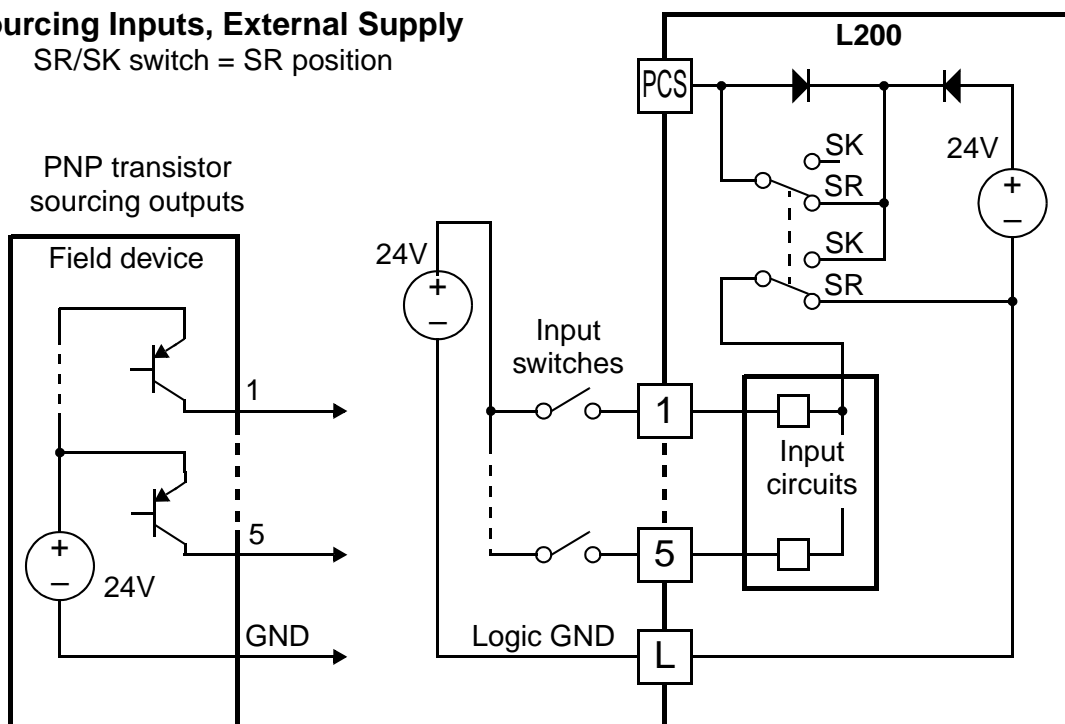 ourcing Inputs, External Supply
SR/SK switch = SR position
L200
PCS
SK
SR
24V
+
–
SK
SR
PNP transistor
sourcing outputs
Field device
24V
+
–
Input
switches
1
1
Input
circuits
5
5
+
–
24V
GND
Logic GND
L